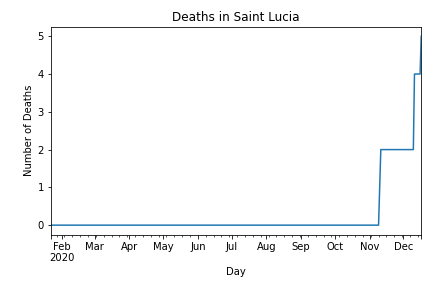 Deaths in Saint Lucia
5
4
3
2
1
0
Number of Deaths
Feb Mar Apr May Jun Jul Aug Sep Oct Nov Dec
2020
Day